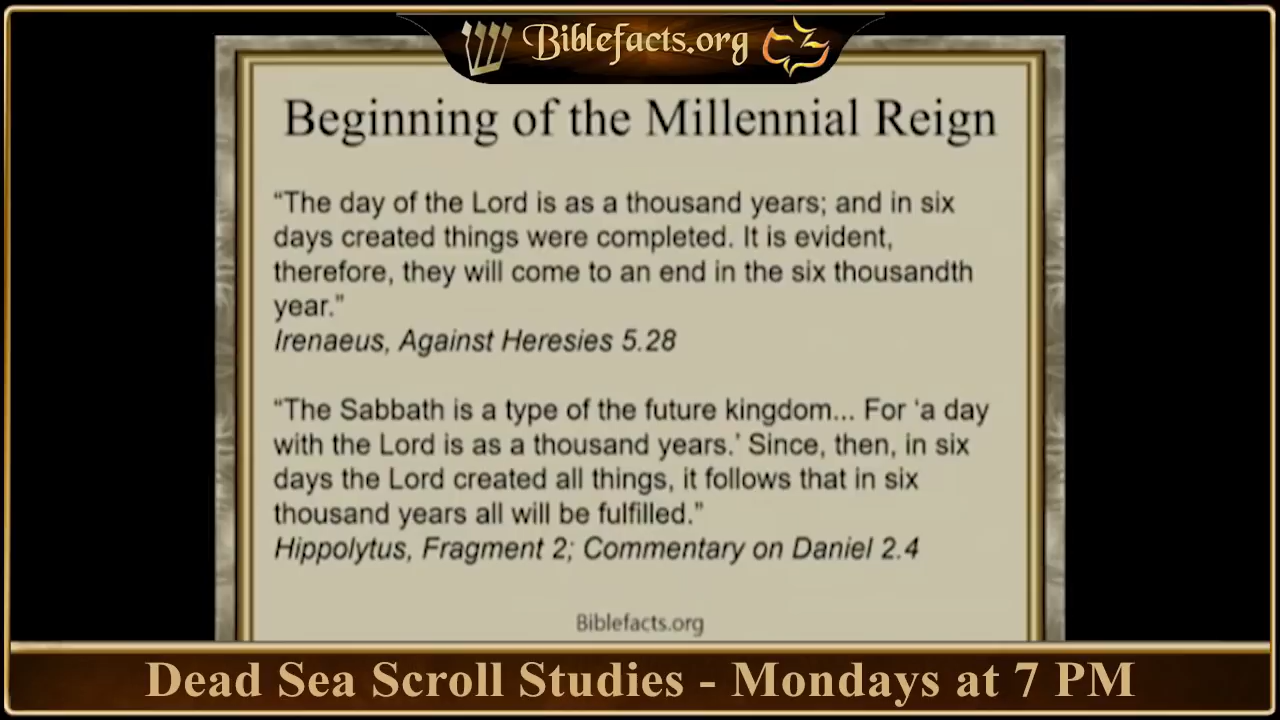 Biblefacts.org
Beginning of the Millennial Reign
“The day of the Lord is as a thousand years; and in six
days created things were completed. It is evident,
therefore, they will come to an end in the six thousandth
year.”
Irenaeus, Against Heresies 5.28
“The Sabbath is a type of the future kingdom... For ‘a day
with the Lord is as a thousand years.’ Since, then, in six
days the Lord created all things, it follows that in six
thousand years all will be fulfilled.”
Hippolytus, Fragment 2; Commentary on Daniel 2.4
Biblefacts.org
Dead Sea Scroll Studies - Mondays at 7 PM